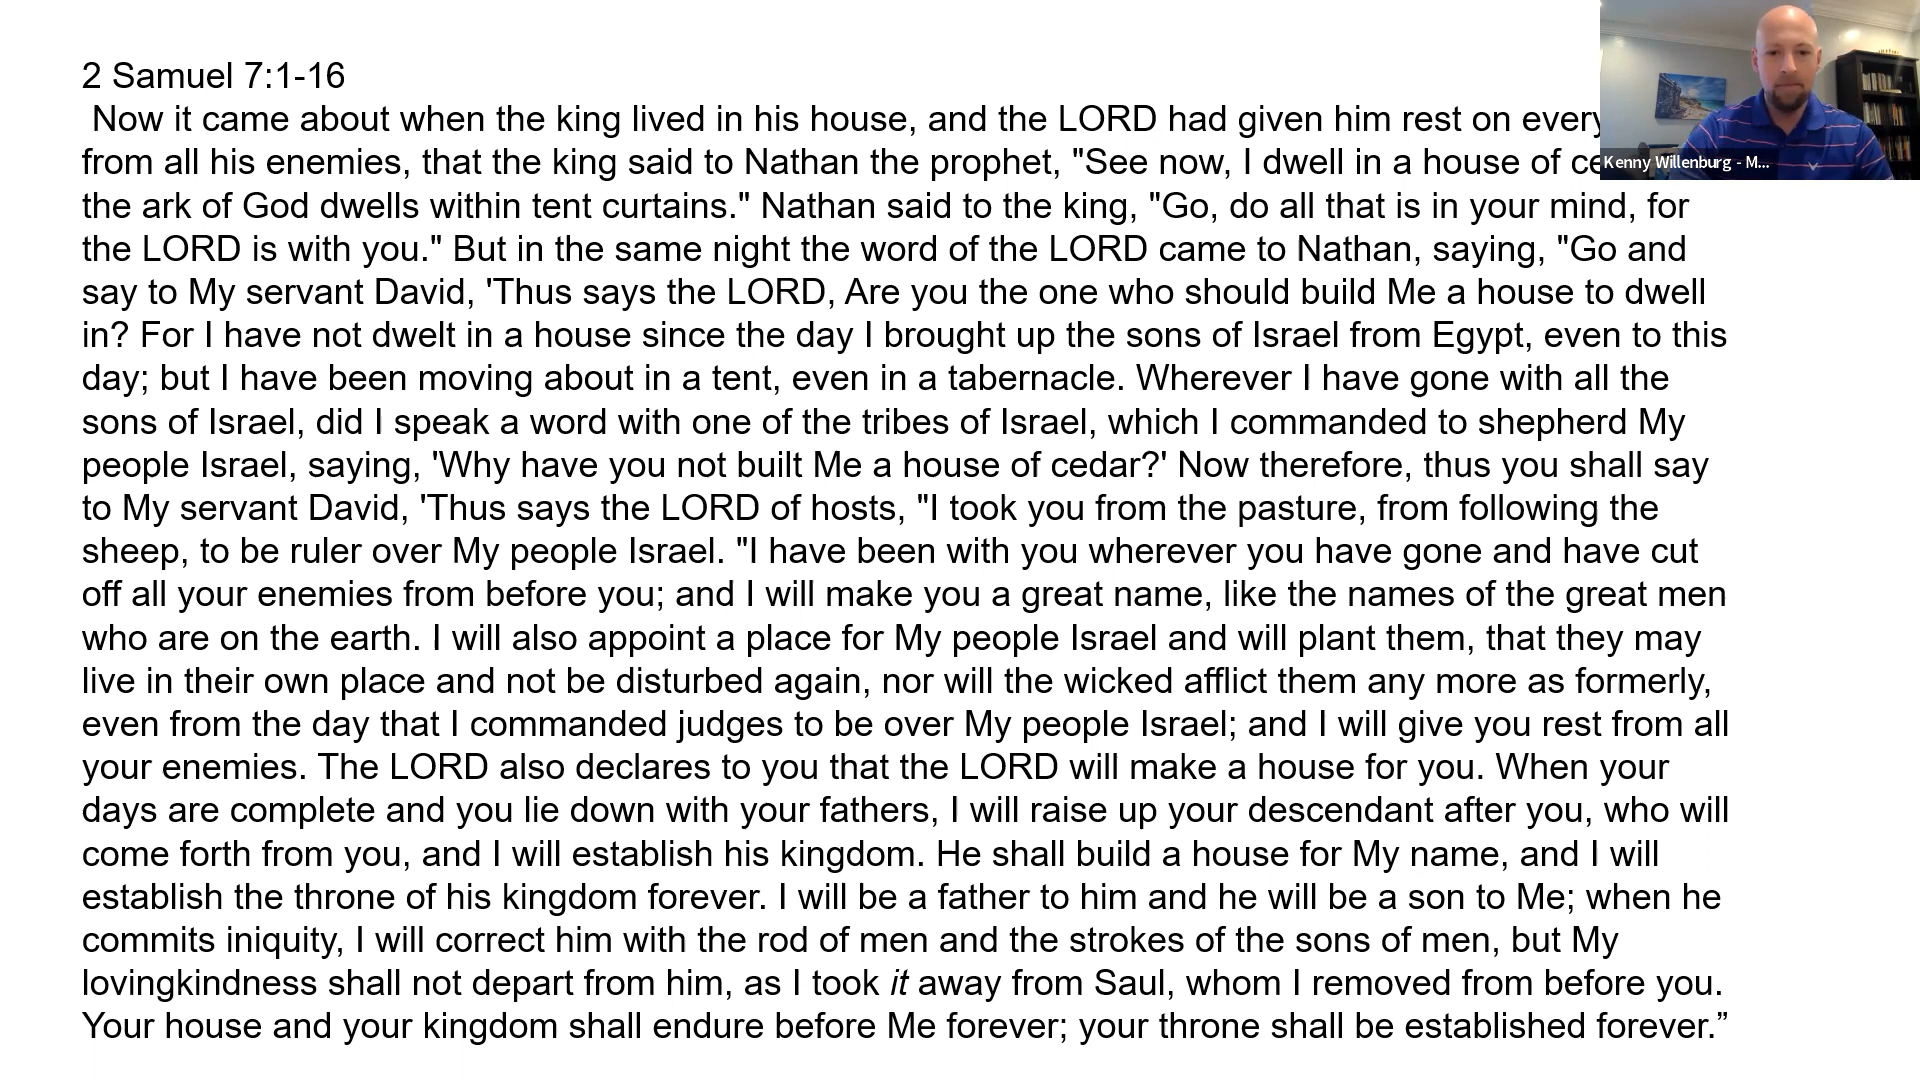 2 Samuel 7:1-16
Now it came about when the king lived in his house, and the LORD had given him rest on every
from all his enemies, that the king said to Nathan the prophet, "See now, I dwell in a house of ce
the ark of God dwells within tent curtains." Nathan said to the king, "Go, do all that is in your mind, for
the LORD is with you." But in the same night the word of the LORD came to Nathan, saying, "Go and
say to My servant David, 'Thus says the LORD, Are you the one who should build Me a house to dwell
in? For I have not dwelt in a house since the day I brought up the sons of Israel from Egypt, even to this
day; but I have been moving about in a tent, even in a tabernacle. Wherever I have gone with all the
sons of Israel, did I speak a word with one of the tribes of Israel, which I commanded to shepherd My
people Israel, saying, 'Why have you not built Me a house of cedar?' Now therefore, thus you shall say
to My servant David, 'Thus says the LORD of hosts, "I took you from the pasture, from following the
sheep, to be ruler over My people Israel. "I have been with you wherever you have gone and have cut
off all your enemies from before you; and I will make you a great name, like the names of the great men
who are on the earth. I will also appoint a place for My people Israel and will plant them, that they may
live in their own place and not be disturbed again, nor will the wicked afflict them any more as formerly,
even from the day that I commanded judges to be over My people Israel; and I will give you rest from all
your enemies. The LORD also declares to you that the LORD will make a house for you. When your
days are complete and you lie down with your fathers, I will raise up your descendant after you, who will
come forth from you, and I will establish his kingdom. He shall build a house for My name, and I will
establish the throne of his kingdom forever. I will be a father to him and he will be a son to Me; when he
commits iniquity, I will correct him with the rod of men and the strokes of the sons of men, but My
lovingkindness shall not depart from him, as I took it away from Saul, whom I removed from before you.
Your house and your kingdom shall endure before Me forever; your throne shall be established forever.”
Kenny Willenburg - M...